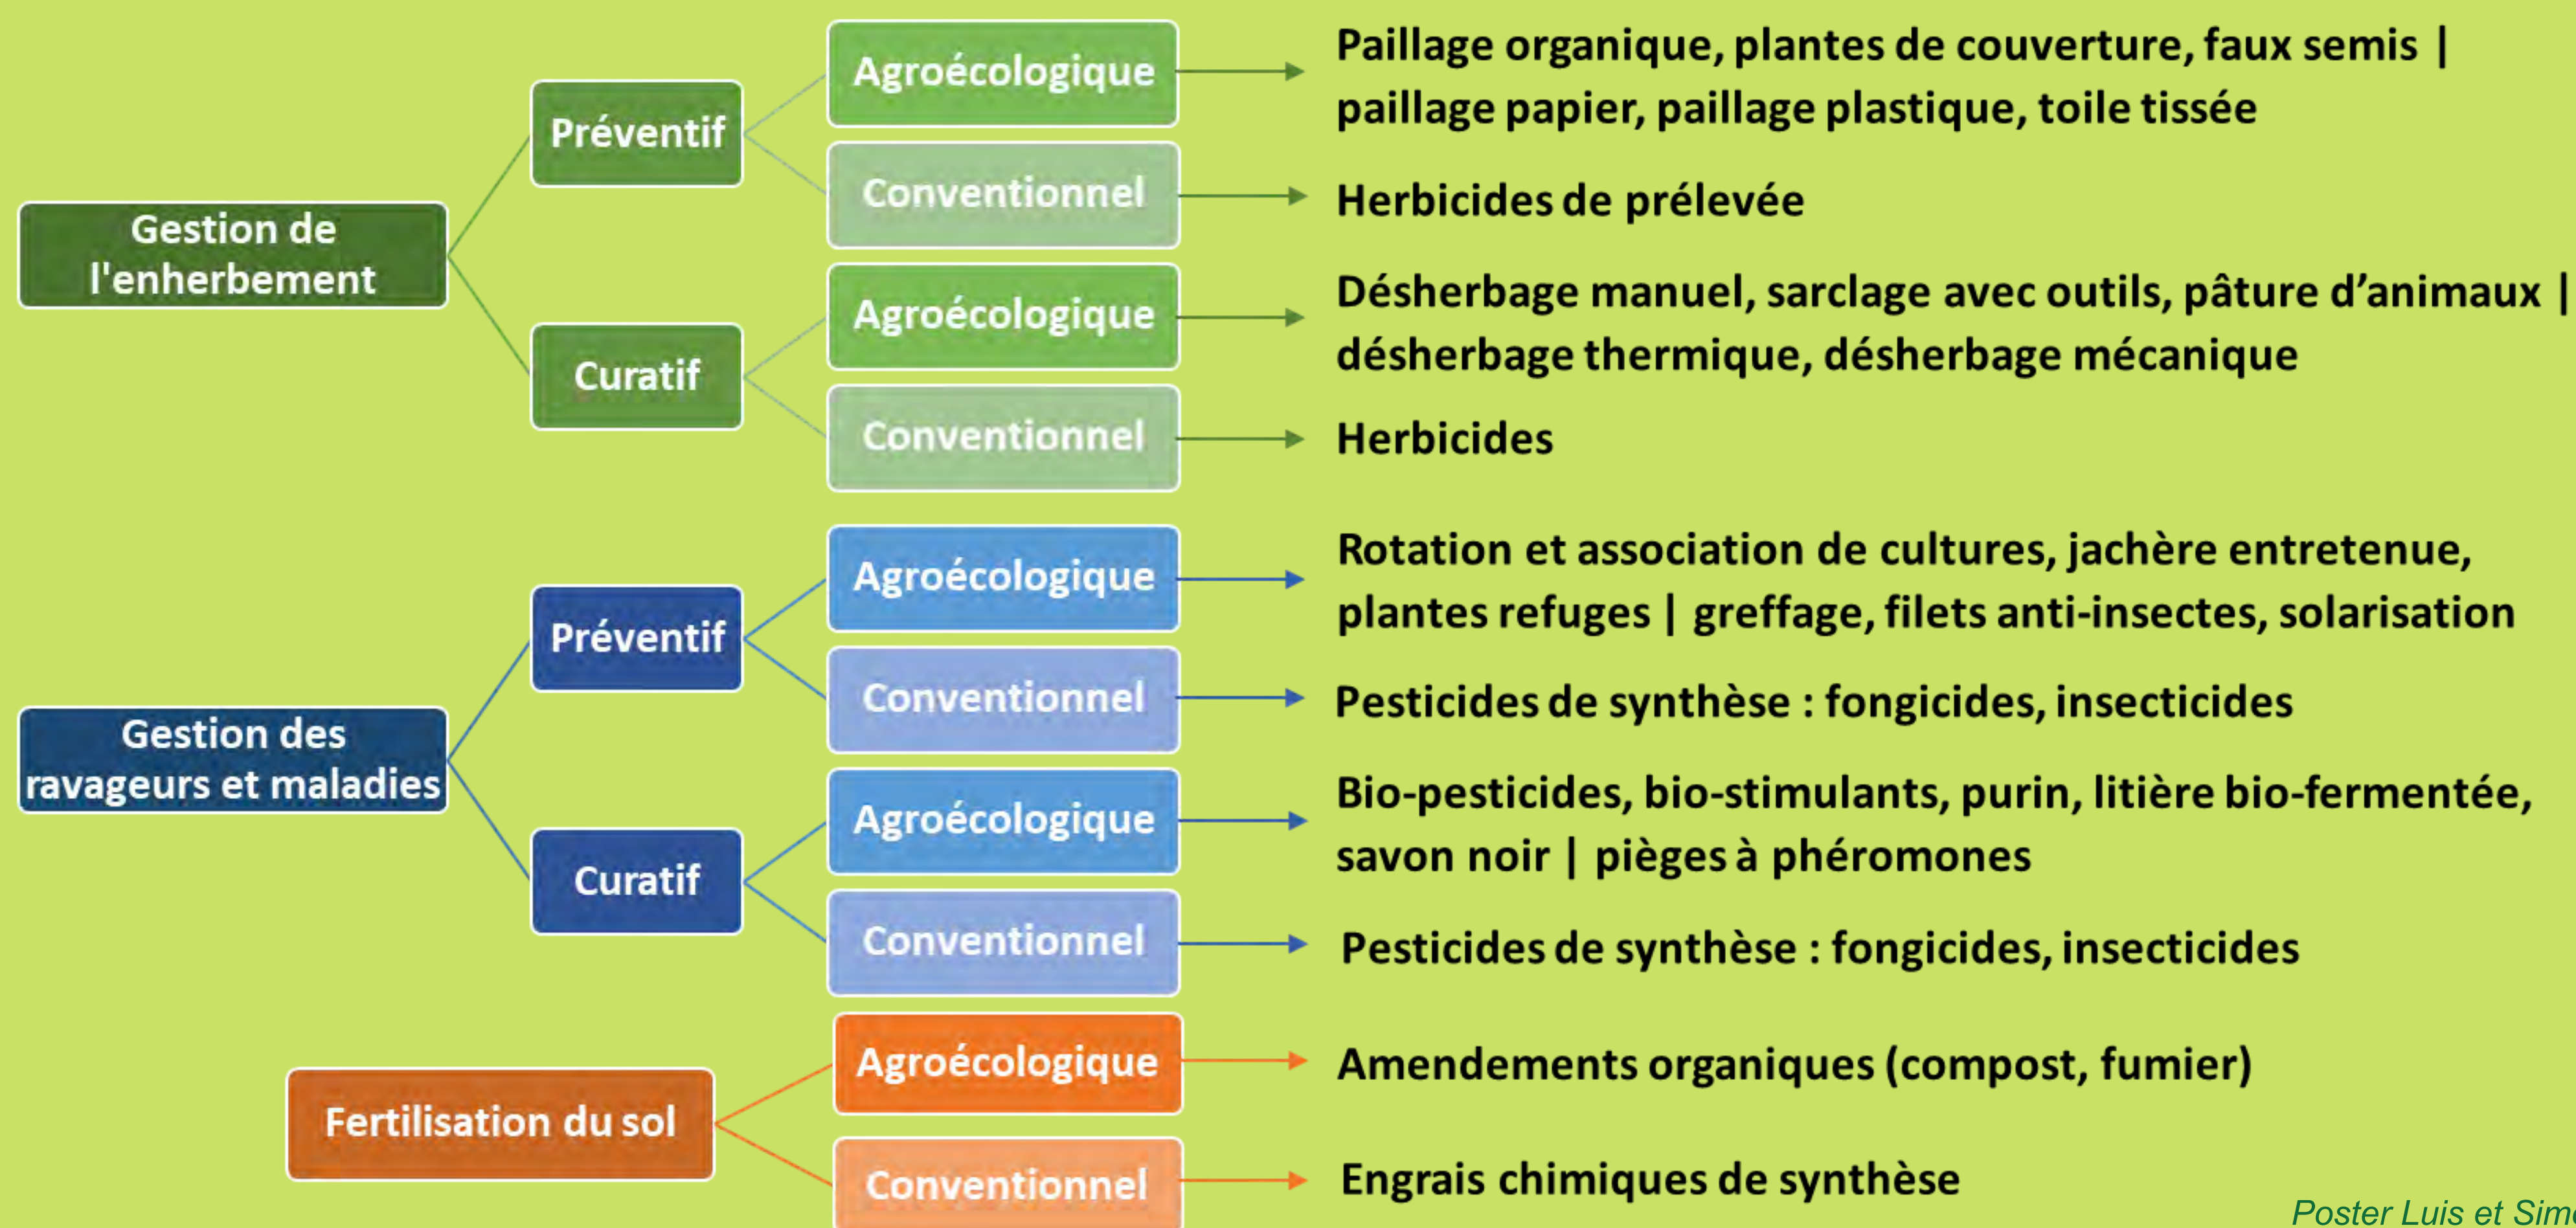 Gestion de
l'enherbement
Préventif
Agroécologique
Paillage organique, plantes de couverture, faux semis |
paillage papier, paillage plastique, toile tissée
Conventionnel
Herbicides de prélevée
Curatif
Agroécologique
Désherbage manuel, sarclage avec outils, pâture d’animaux |
désherbage thermique, désherbage mécanique
Conventionnel
Herbicides
Gestion des
ravageurs et maladies
Préventif
Agroécologique
Rotation et association de cultures, jachère entretenue,
plantes refuges | greffage, filets anti-insectes, solarisation
Conventionnel
Pesticides de synthèse : fongicides, insecticides
Curatif
Agroécologique
Bio-pesticides, bio-stimulants, purin, litière bio-fermentée,
savon noir | pièges à phéromones
Conventionnel
Pesticides de synthèse : fongicides, insecticides
Fertilisation du sol
Agroécologique
Amendements organiques (compost, fumier)
Conventionnel
Engrais chimiques de synthèse
Poster Luis et